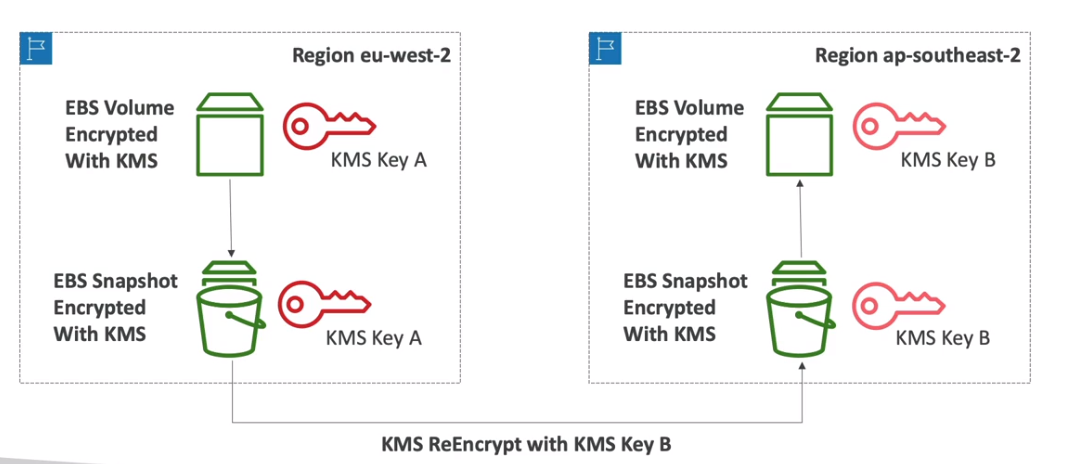 Region eu-west-2
EBS Volume
Encrypted
With KMS
KMS Key A
EBS Snapshot
Encrypted
With KMS
KMS Key A
Region ap-southeast-2
EBS Volume
Encrypted
With KMS
KMS Key B
EBS Snapshot
Encrypted
With KMS
KMS Key B
KMS ReEncrypt with KMS Key B